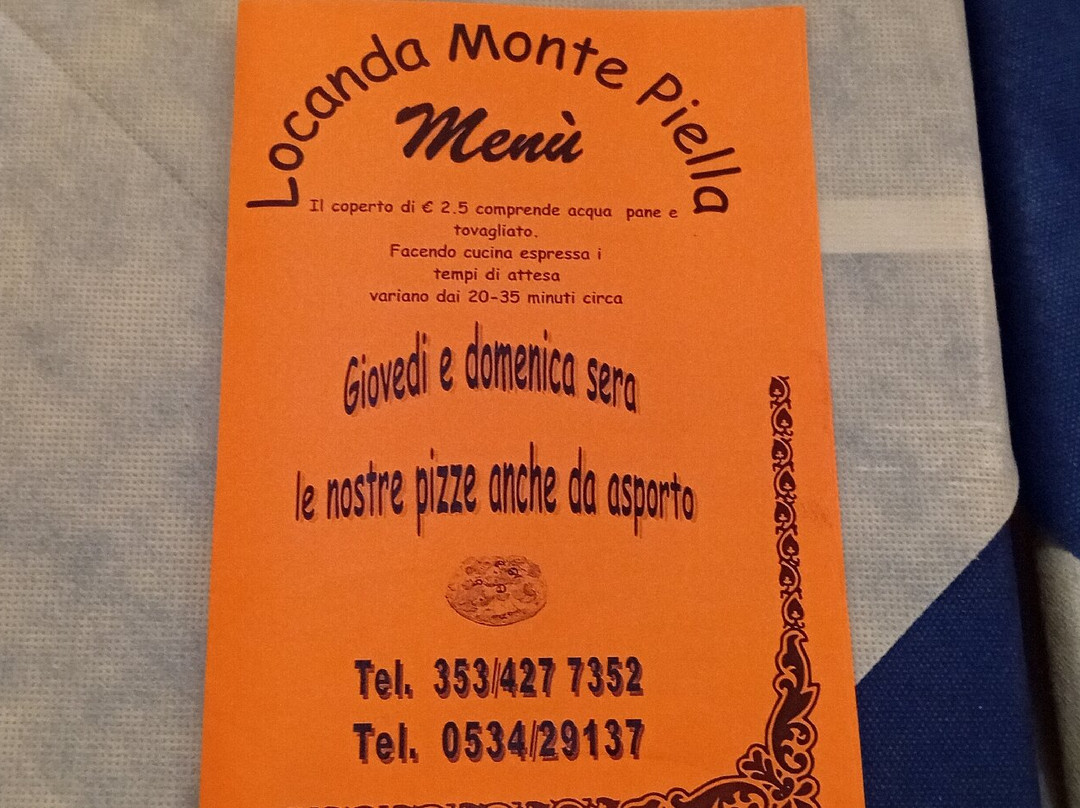 Locanda Monte Piella
Menù
Il coperto di € 2.5 comprende acqua pane e
tovagliato.
Facendo cucina espressa i
tempi di attesa
variano dai 20-35 minuti circa
Giovedi e domenica sera
le nostre pizze anche da asporto
Tel. 353/427 7352
Tel. 0534/29137